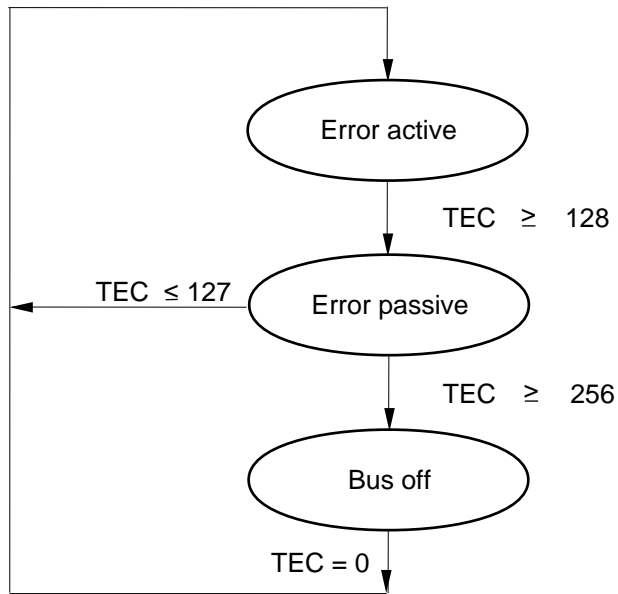 Error active
TEC ≥ 128
TEC ≤ 127
Error passive
TEC ≥ 256
Bus off
TEC = 0